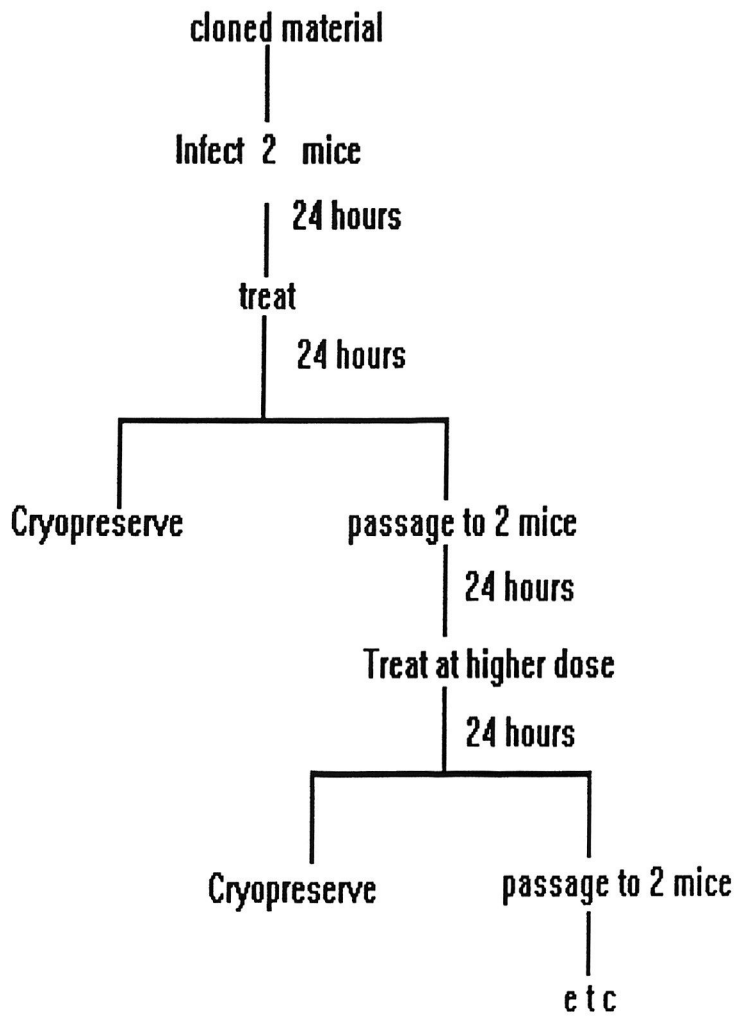 cloned material
Infect 2 mice
24 hours
treat
24 hours
Cryopreserve
passage to 2 mice
24 hours
Treat at higher dose
24 hours
Cryopreserve
passage to 2 mice
e t c